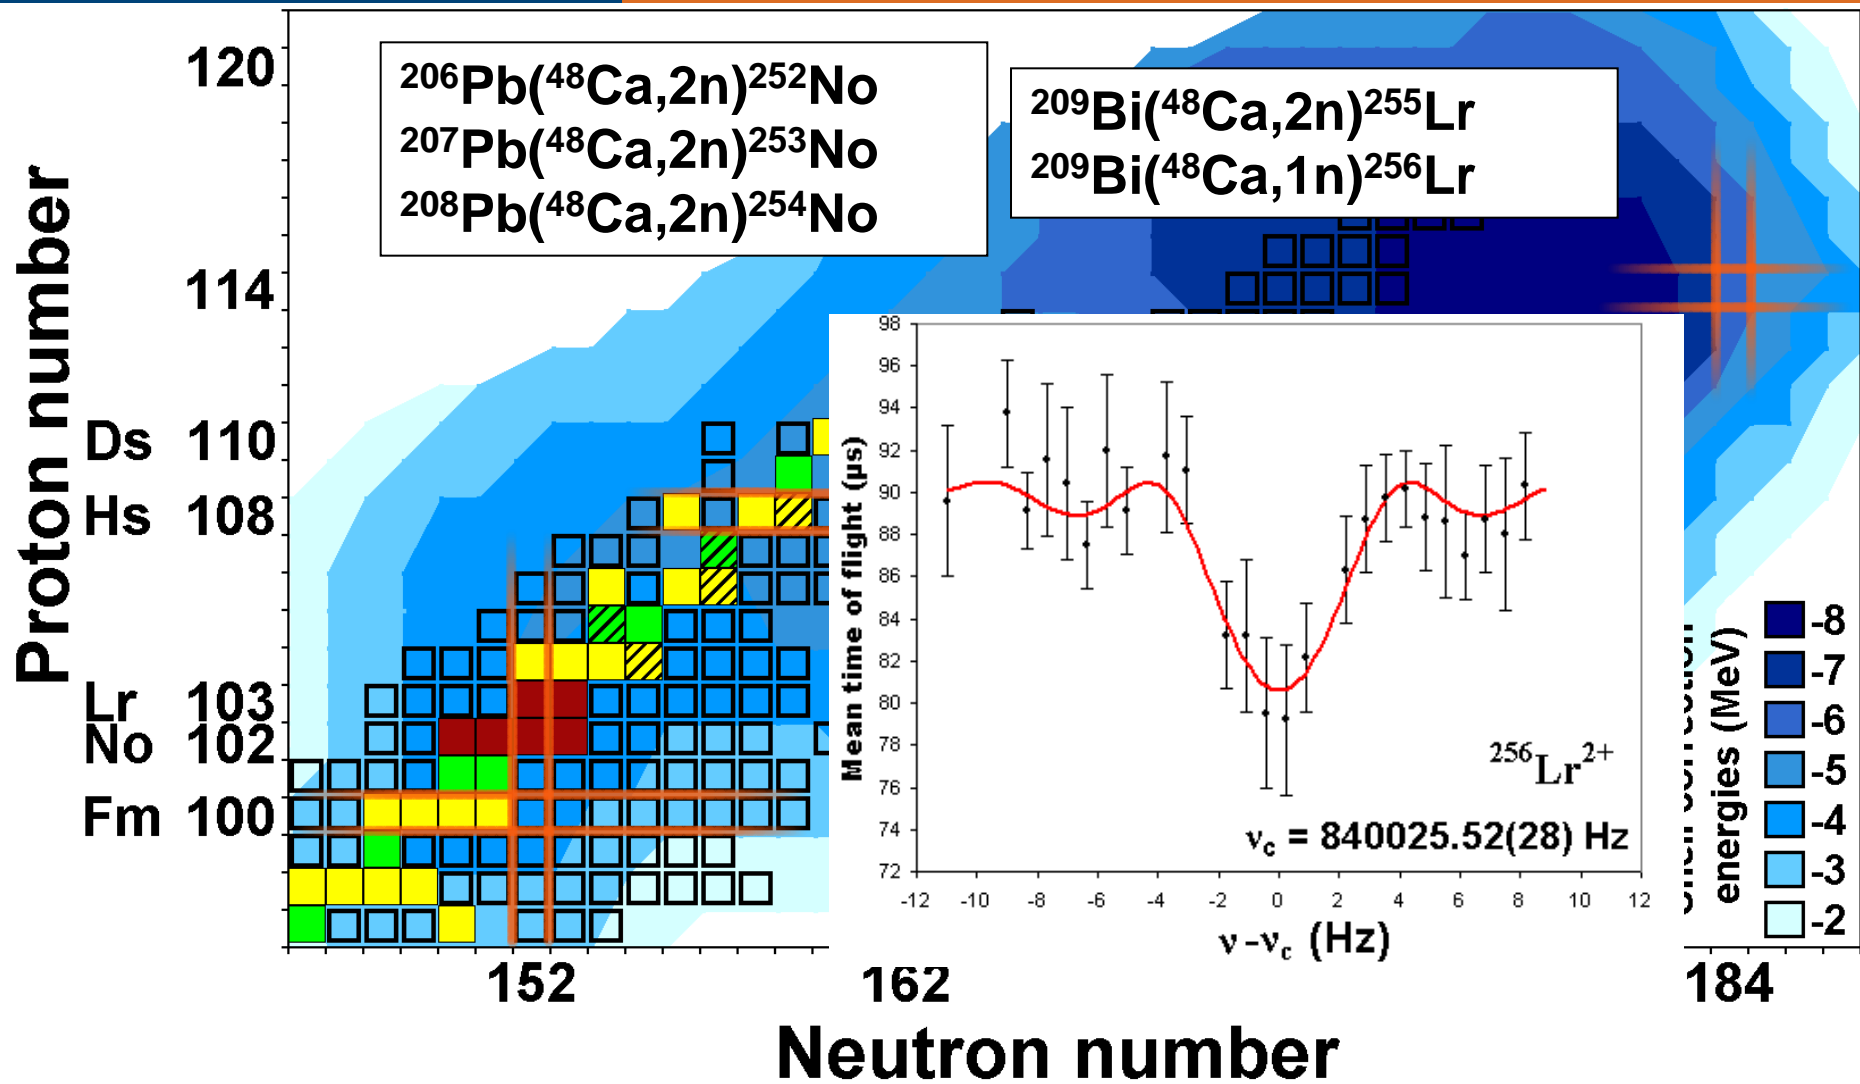 120
114
Ds 110
Hs 108
Lr 103
No 102
Fm 100
Proton number
²⁰⁶Pb(⁴⁸Ca,2n)²⁵²No
²⁰⁷Pb(⁴⁸Ca,2n)²⁵³No
²⁰⁸Pb(⁴⁸Ca,2n)²⁵⁴No
²⁰⁹Bi(⁴⁸Ca,2n)²⁵⁵Lr
²⁰⁹Bi(⁴⁸Ca,1n)²⁵⁶Lr
98
96
94
92
90
88
86
84
82
80
78
76
74
72
Mean time of flight (µs)
²⁵⁶Lr²⁺
νc = 840025.52(28) Hz
-12 -10 -8 -6 -4 -2 0 2 4 6 8 10 12
ν-νc (Hz)
energies (MeV)
-8
-7
-6
-5
-4
-3
-2
152 162 184
Neutron number